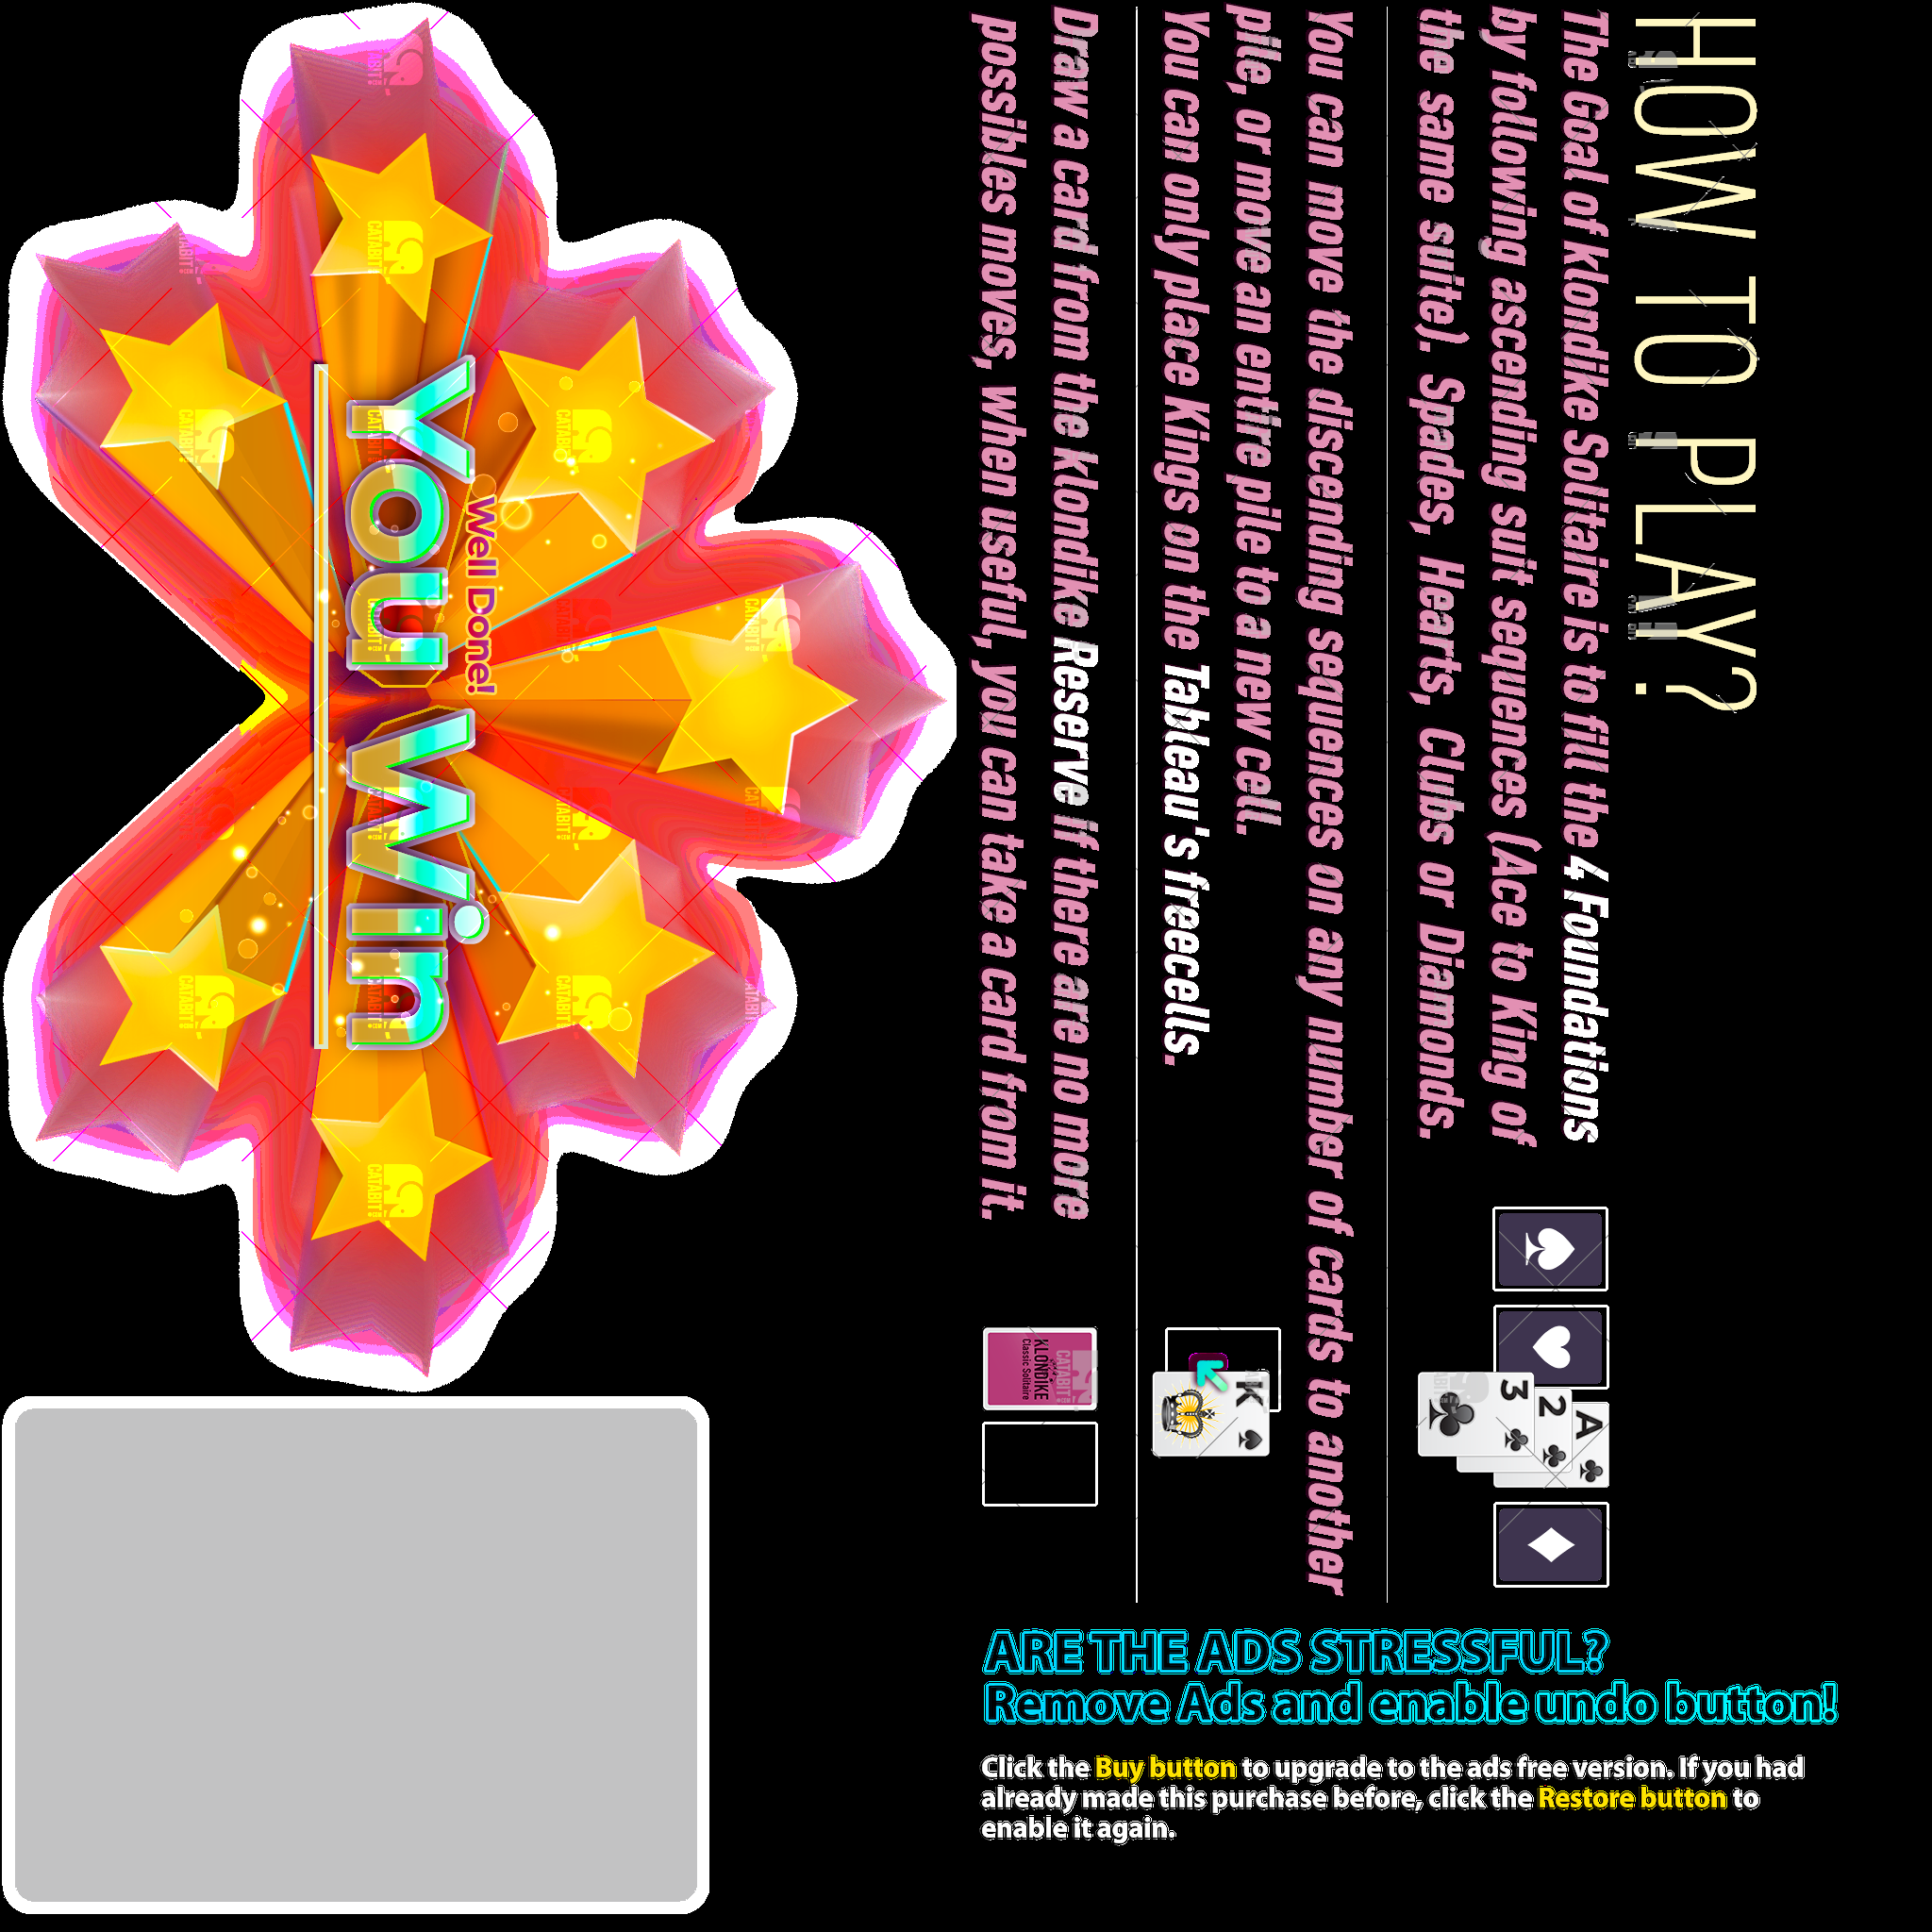 HOW TO PLAY?
The Goal of Klondike Solitaire is to fill the 4 Foundations
by following ascending suit sequences (Ace to King of
the same suite). Spades, Hearts, Clubs or Diamonds.
You can move the discending sequences on any number of cards to another
pile, or move an entire pile to a new cell.
You can only place Kings on the Tableau's freecells.
Draw a card from the Klondike Reserve if there are no more
possibles moves, when useful, you can take a card from it.
A
2
3
K
KLONDIKE
Classic Solitaire
Well Done!
You Win
ARE THE ADS STRESSFUL?
Remove Ads and enable undo button!
Click the Buy button to upgrade to the ads free version. If you had
already made this purchase before, click the Restore button to
enable it again.
CATABIT